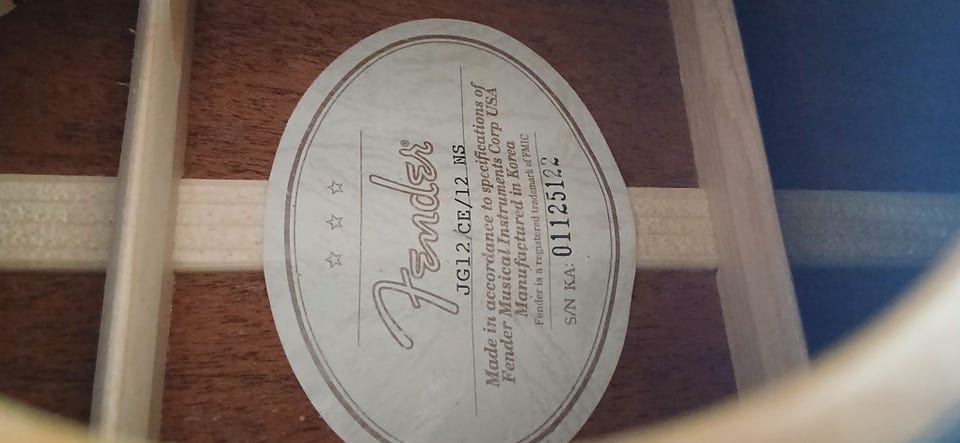 Fender®
JG12 CE/12 NS
Made in accordance to specifications of
Fender Musical Instruments Corp USA
Manufactured in Korea
Fender is a registered trademark of FMIC
S/N KA: 01125122